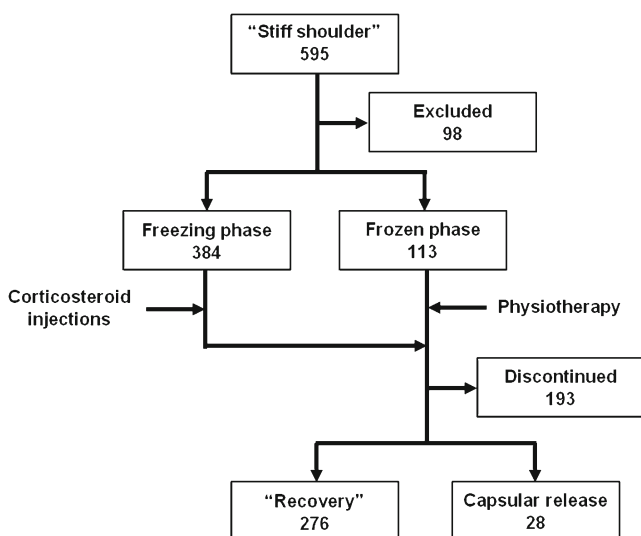 “Stiff shoulder”
595
Excluded
98
Freezing phase
384
Frozen phase
113
Corticosteroid
injections
Physiotherapy
Discontinued
193
“Recovery”
276
Capsular release
28